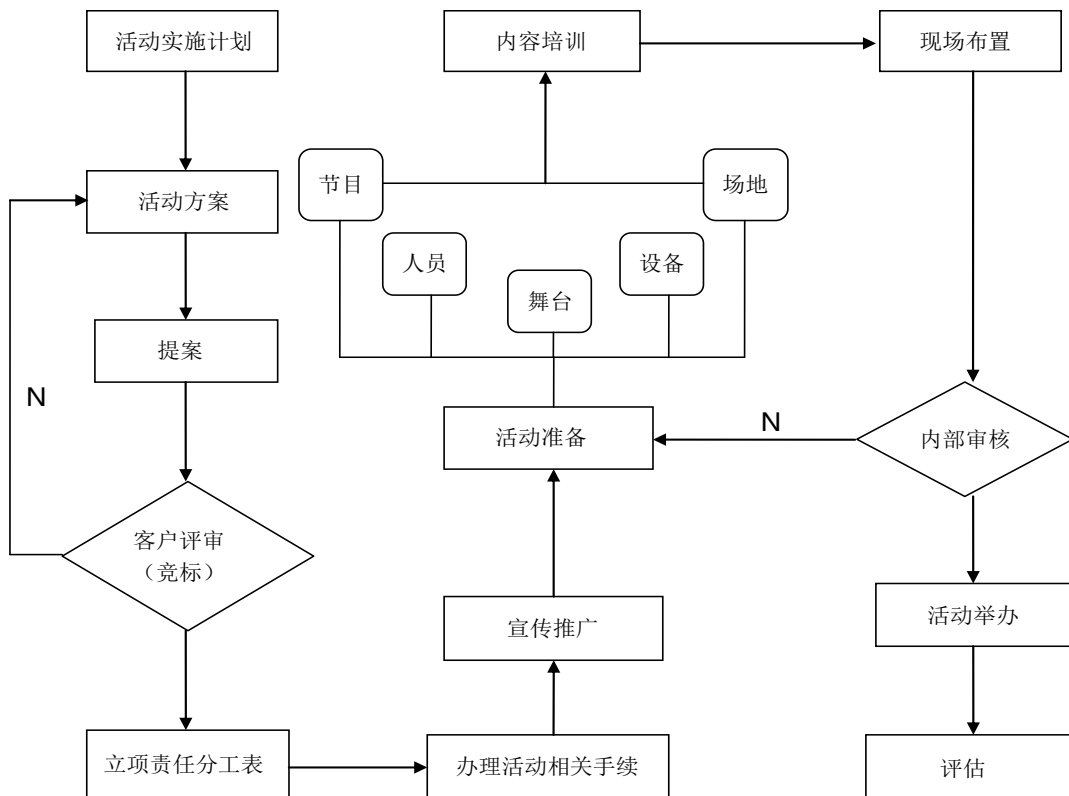 活动实施计划
活动方案
提案
N
客户评审
（竞标）
立项责任分工表
办理活动相关手续
宣传推广
活动准备
节目
人员
舞台
设备
场地
内容培训
现场布置
内部审核
N
活动举办
评估